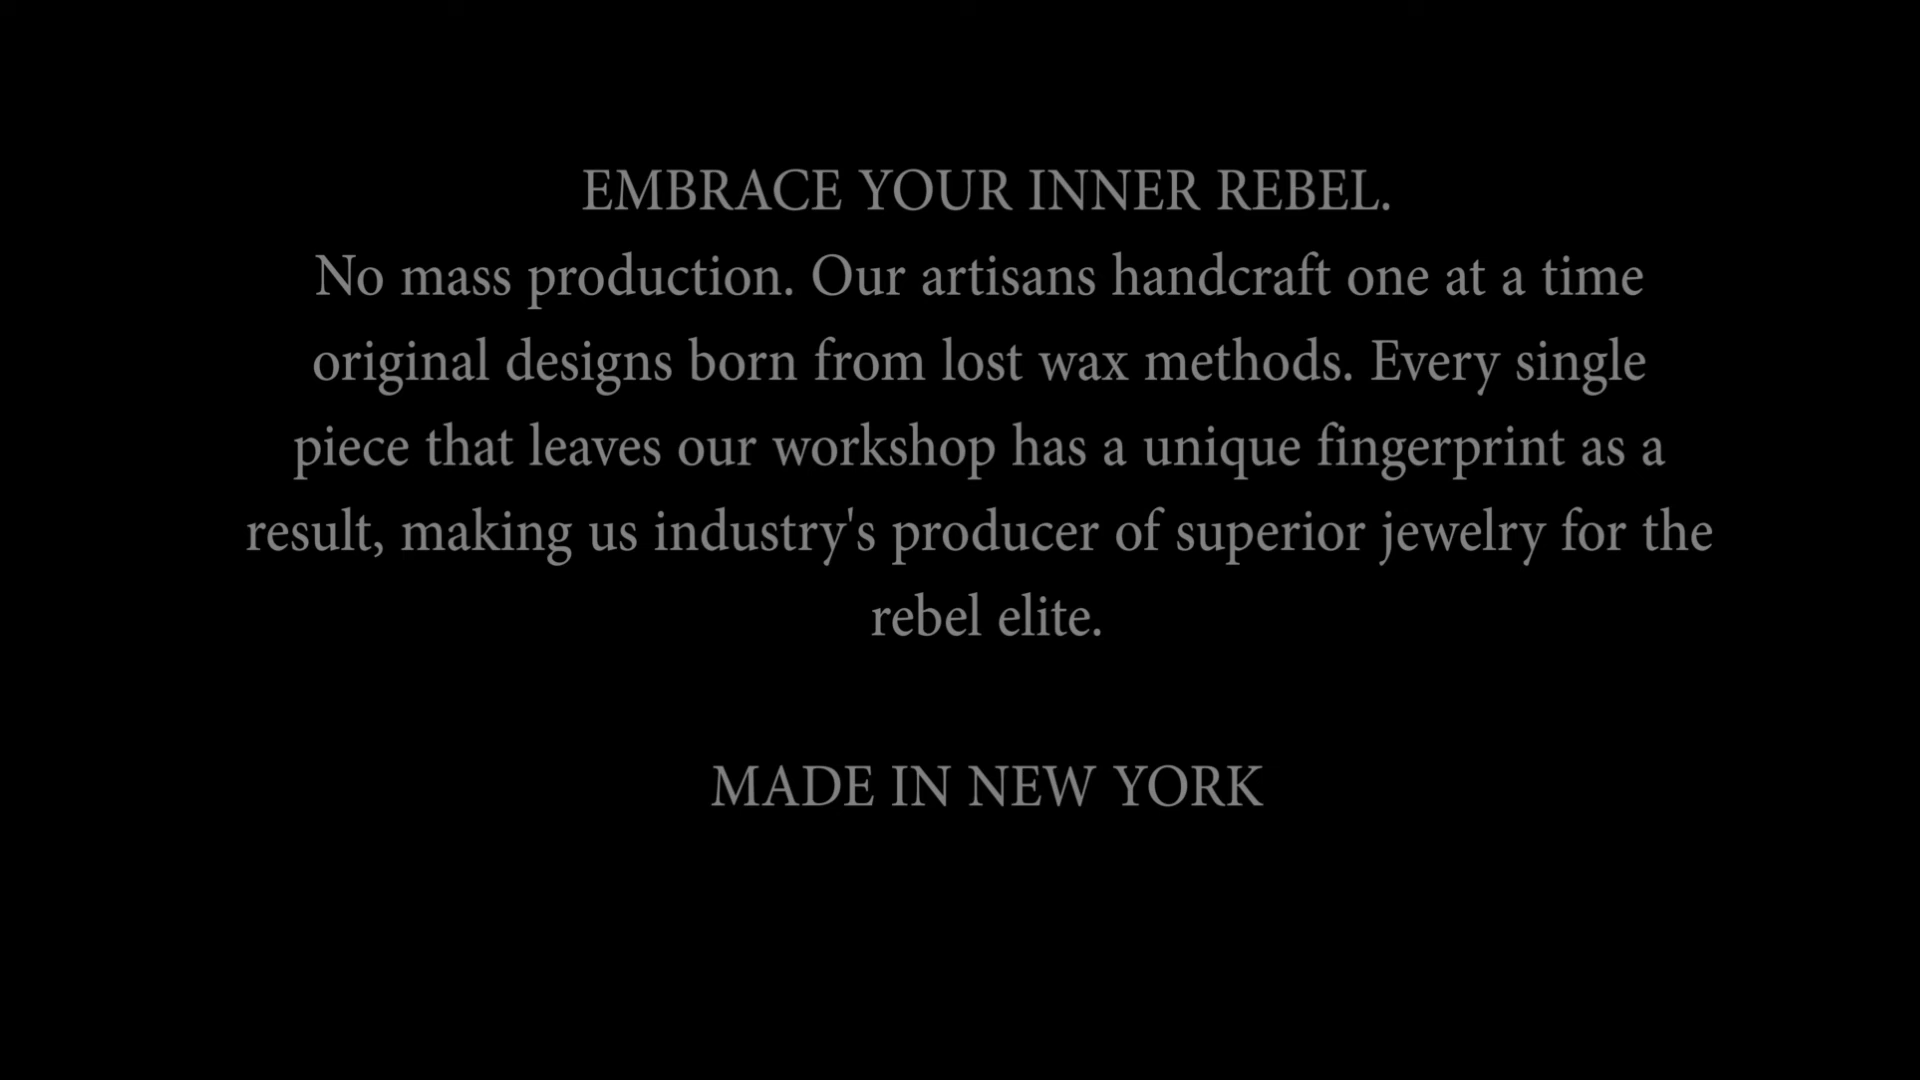 EMBRACE YOUR INNER REBEL.
No mass production. Our artisans handcraft one at a time
original designs born from lost wax methods. Every single
piece that leaves our workshop has a unique fingerprint as a
result, making us industry's producer of superior jewelry for the
rebel elite.
MADE IN NEW YORK